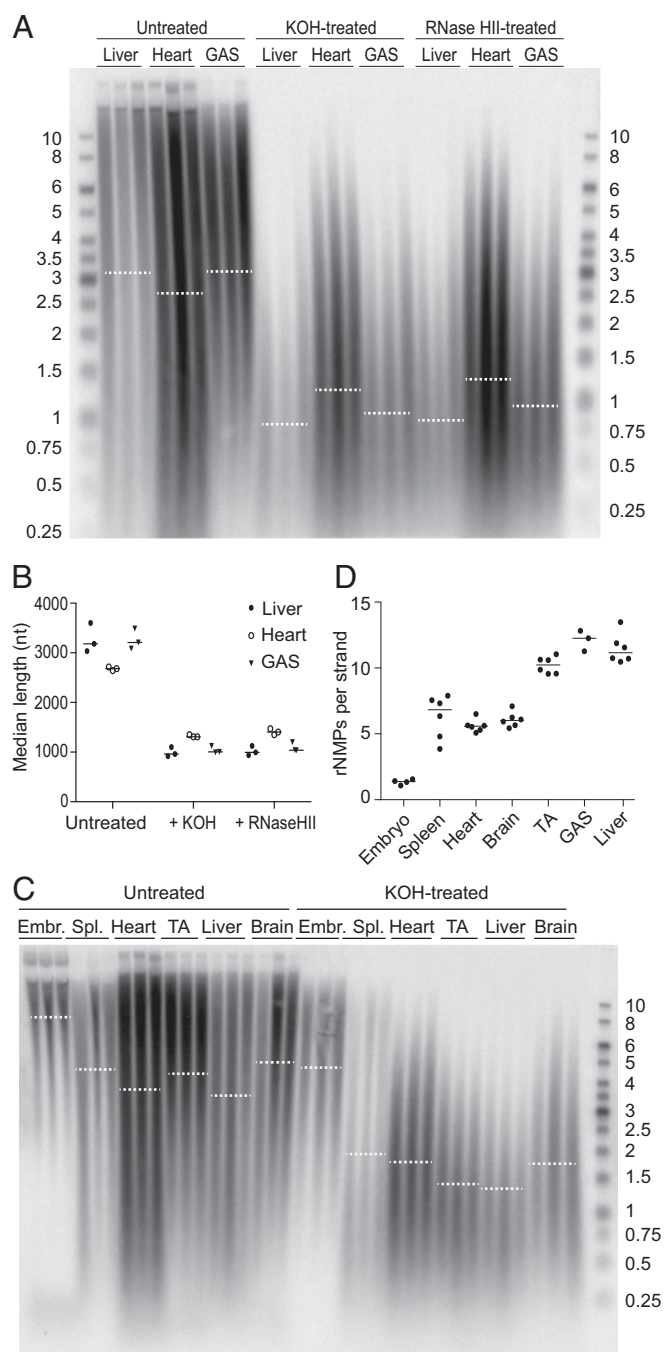 A
Untreated KOH-treated RNase HII-treated
Liver Heart GAS Liver Heart GAS Liver Heart GAS
10 10
8 8
6 6
5 5
4 4
3.5 3.5
3 3
2.5 2.5
2 2
1.5 1.5
1 1
0.75 0.75
0.5 0.5
0.25 0.25
B
Median length (nt)
4000
3000
2000
1000
0
Liver
Heart
GAS
Untreated + KOH + RNaseHII
D
rNMPs per strand
15
10
5
0
Embryo Spleen Heart Brain TA GAS Liver
C
Untreated KOH-treated
Embr. Spl. Heart TA Liver Brain Embr. Spl. Heart TA Liver Brain
10
8
6
5
4
3
2.5
2
1.5
1
0.75
0.5
0.25